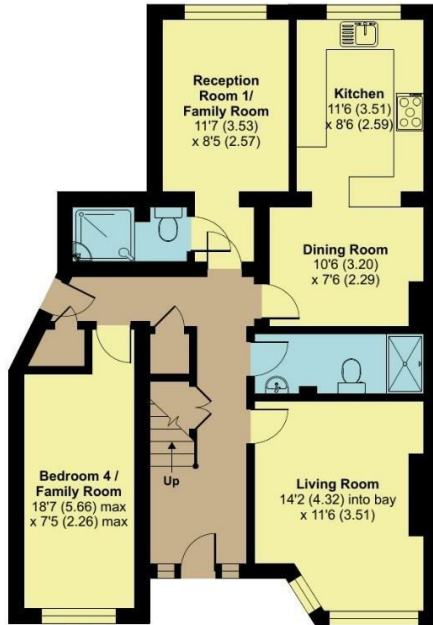 Reception
Room 1/
Family Room
11'7 (3.53)
x 8'5 (2.57)
Kitchen
11'6 (3.51)
x 8'6 (2.59)
Dining Room
10'6 (3.20)
x 7'6 (2.29)
Bedroom 4 /
Family Room
18'7 (5.66) max
x 7'5 (2.26) max
Up
Living Room
14'2 (4.32) into bay
x 11'6 (3.51)